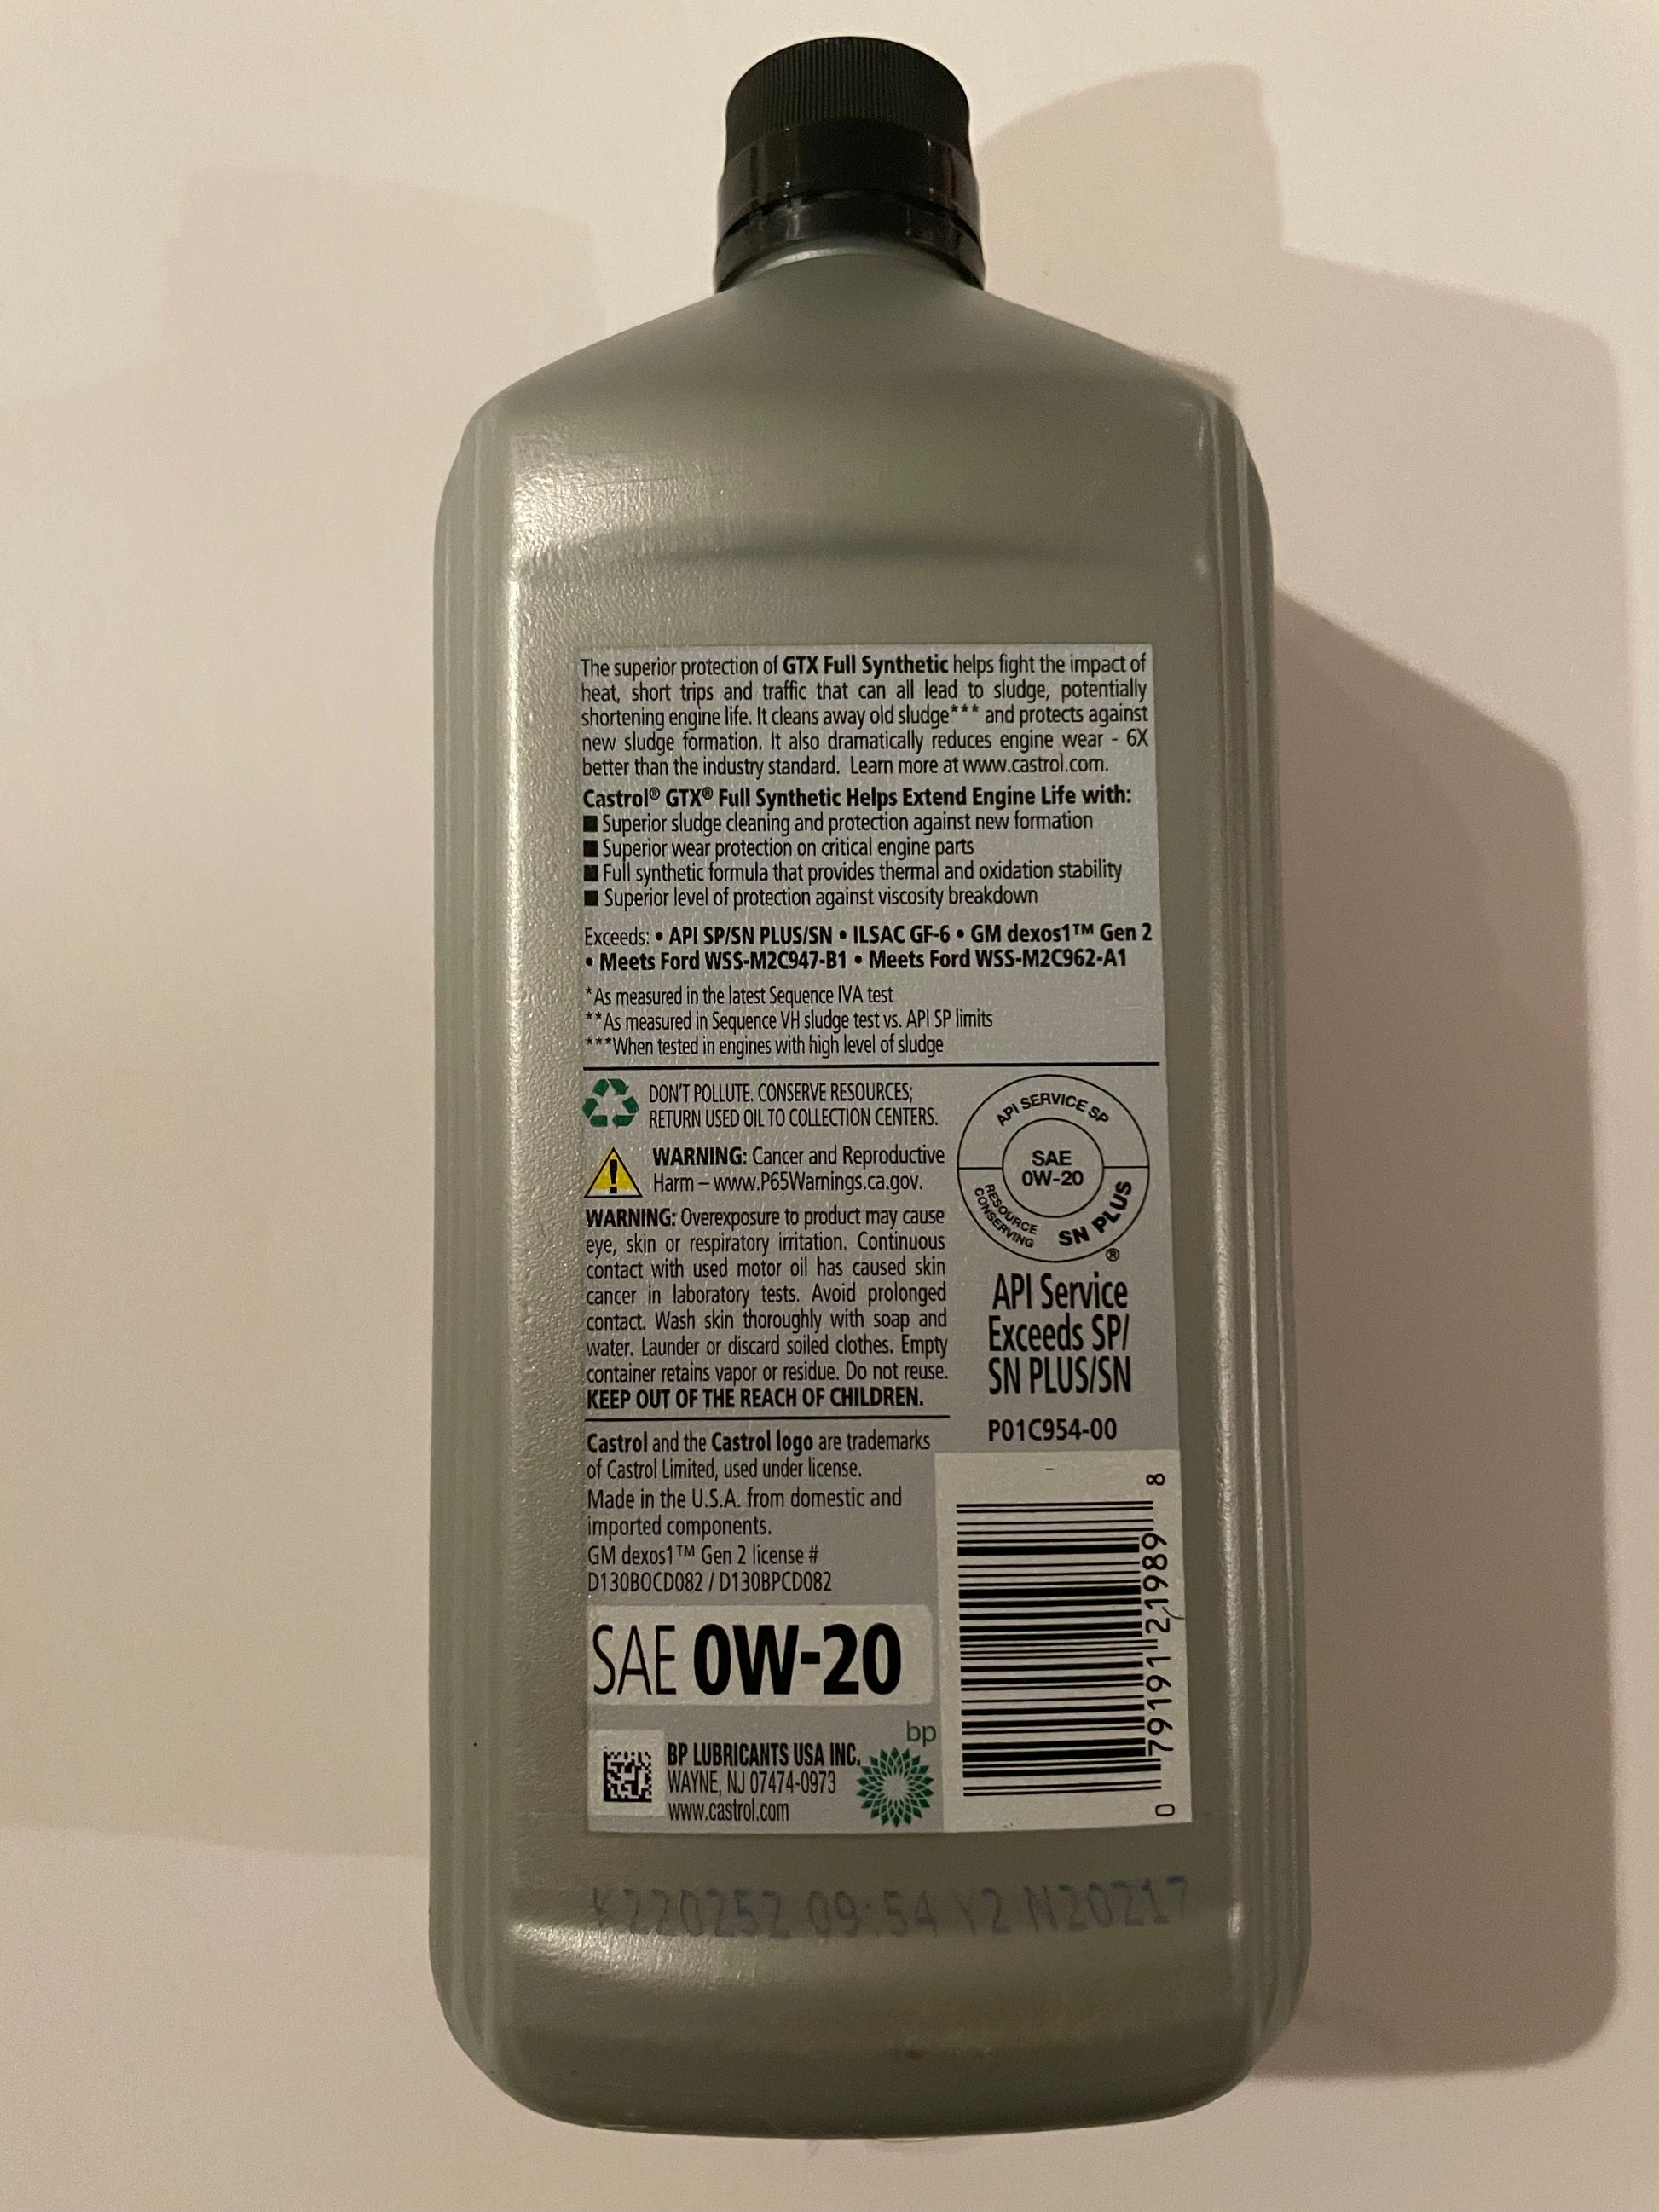 The superior protection of GTX Full Synthetic helps fight the impact of
heat, short trips and traffic that can all lead to sludge, potentially
shortening engine life. It cleans away old sludge*** and protects against
new sludge formation. It also dramatically reduces engine wear - 6X
better than the industry standard. Learn more at www.castrol.com.
Castrol® GTX® Full Synthetic Helps Extend Engine Life with:
■ Superior sludge cleaning and protection against new formation
■ Superior wear protection on critical engine parts
■ Full synthetic formula that provides thermal and oxidation stability
■ Superior level of protection against viscosity breakdown
Exceeds: • API SP/SN PLUS/SN • ILSAC GF-6 • GM dexos1™ Gen 2
• Meets Ford WSS-M2C947-B1 • Meets Ford WSS-M2C962-A1
*As measured in the latest Sequence IVA test
**As measured in Sequence VH sludge test vs. API SP limits
***When tested in engines with high level of sludge
DON'T POLLUTE. CONSERVE RESOURCES;
RETURN USED OIL TO COLLECTION CENTERS.
WARNING: Cancer and Reproductive
Harm – www.P65Warnings.ca.gov.
WARNING: Overexposure to product may cause
eye, skin or respiratory irritation. Continuous
contact with used motor oil has caused skin
cancer in laboratory tests. Avoid prolonged
contact. Wash skin thoroughly with soap and
water. Launder or discard soiled clothes. Empty
container retains vapor or residue. Do not reuse.
KEEP OUT OF THE REACH OF CHILDREN.
API SERVICE SP
SAE
0W-20
RESOURCE
CONSERVING
SN PLUS
®
API Service
Exceeds SP/
SN PLUS/SN
P01C954-00
Castrol and the Castrol logo are trademarks
of Castrol Limited, used under license.
Made in the U.S.A. from domestic and
imported components.
GM dexos1™ Gen 2 license #
D130BOCD082 / D130BPCD082
SAE 0W-20
bp
BP LUBRICANTS USA INC.
WAYNE, NJ 07474-0973
www.castrol.com
0 79191 21989 8
K220252 09:54 Y2 N20217